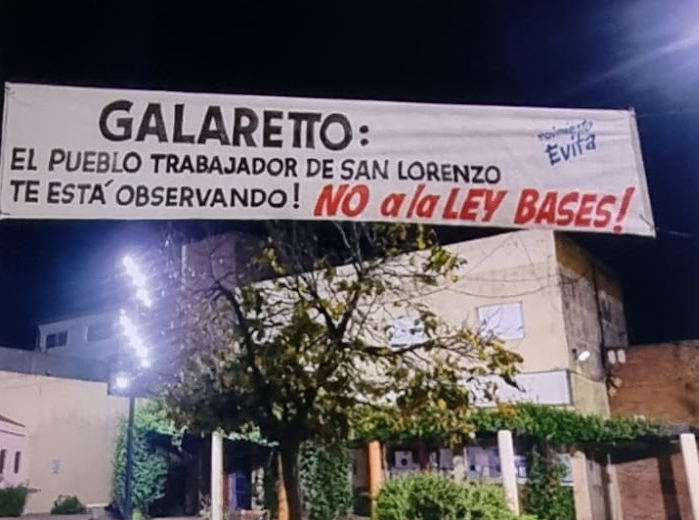 GALARETTO:
EL PUEBLO TRABAJADOR DE SAN LORENZO
TE ESTÁ OBSERVANDO! NO a la LEY BASES!
movimiento
Evita